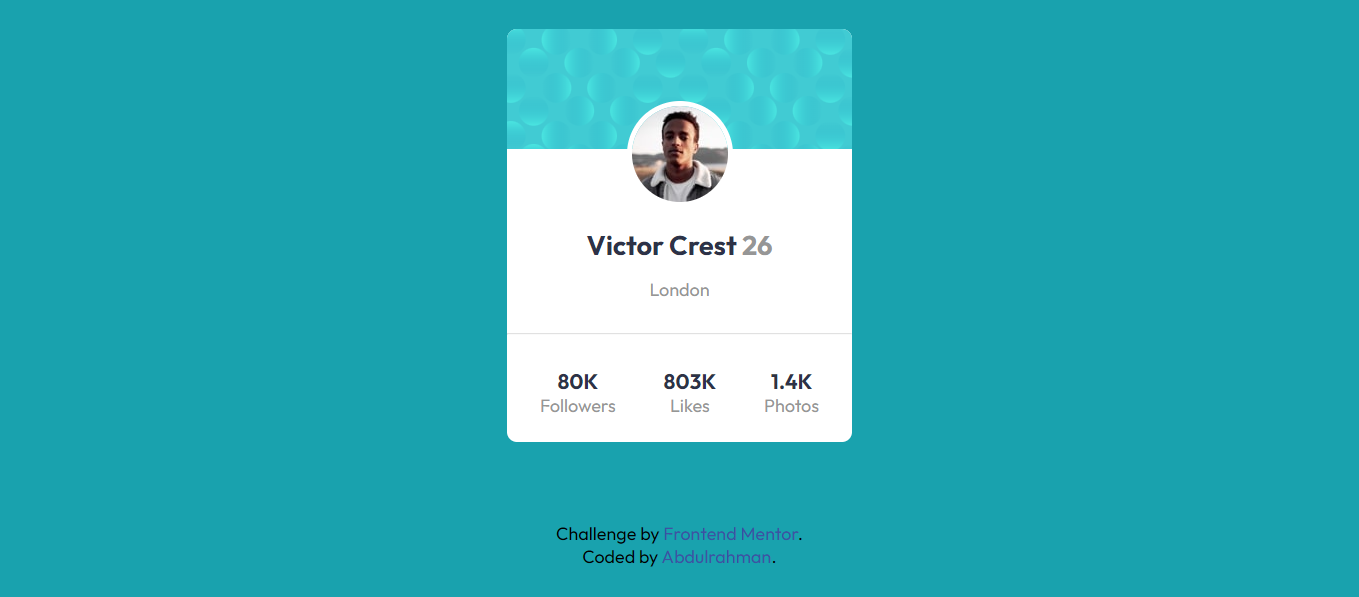 Victor Crest 26
London
80K 803K 1.4K
Followers Likes Photos
Challenge by Frontend Mentor.
Coded by Abdulrahman.